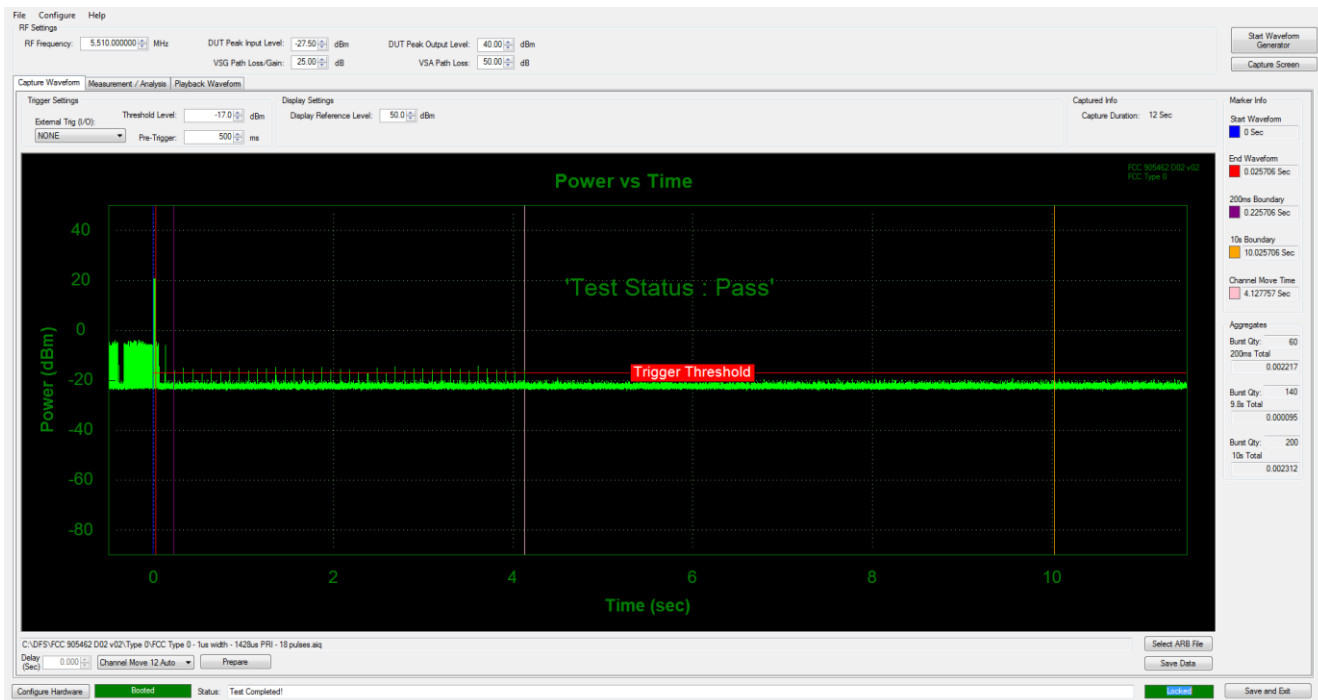 File Configure Help
RF Settings
RF Frequency: 5,510.000000 MHz DUT Peak Input Level: -27.50 dBm DUT Peak Output Level: 40.00 dBm
VSG Path Loss/Gain: 25.00 dB VSA Path Loss: 50.00 dB
Start Waveform Generator
Capture Screen
Capture Waveform Measurement / Analysis Playback Waveform
Trigger Settings
Threshold Level: -17.0 dBm
External Trig (I/O):
NONE
Pre-Trigger: 500 ms
Display Settings
Display Reference Level: 50.0 dBm
Captured Info
Capture Duration: 12 Sec
Marker Info
Start Waveform
0 Sec
End Waveform
0.025706 Sec
200ms Boundary
0.225706 Sec
10s Boundary
10.025706 Sec
Channel Move Time
4.127757 Sec
Aggregates
Burst Qty: 60
200ms Total
0.002217
Burst Qty: 140
9.8s Total
0.000095
Burst Qty: 200
10s Total
0.002312
Power vs Time
FCC 905462 D02 v02
FCC Type 0
'Test Status : Pass'
Trigger Threshold
Power (dBm)
40
20
0
-20
-40
-60
-80
0 2 4 6 8 10
Time (sec)
C:\DFS\FCC 905462 D02 v02\Type 0\FCC Type 0 - 1us width - 1428us PRI - 18 pulses.aiq
Select ARB File
Delay (Sec) 0.000 Channel Move 12 Auto Prepare
Save Data
Configure Hardware Booted Status: Test Completed! Locked Save and Exit